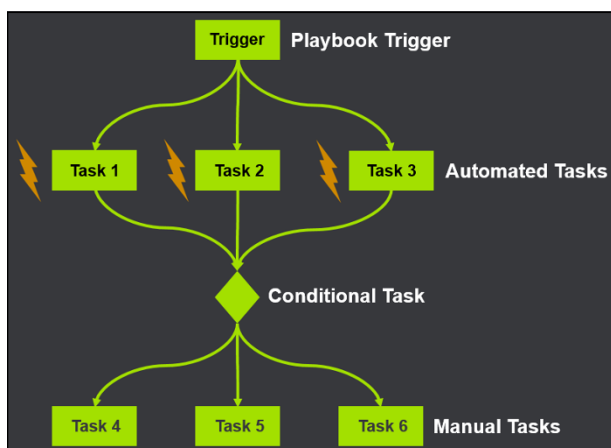 Trigger Playbook Trigger
Task 1 Task 2 Task 3 Automated Tasks
Conditional Task
Task 4 Task 5 Task 6 Manual Tasks